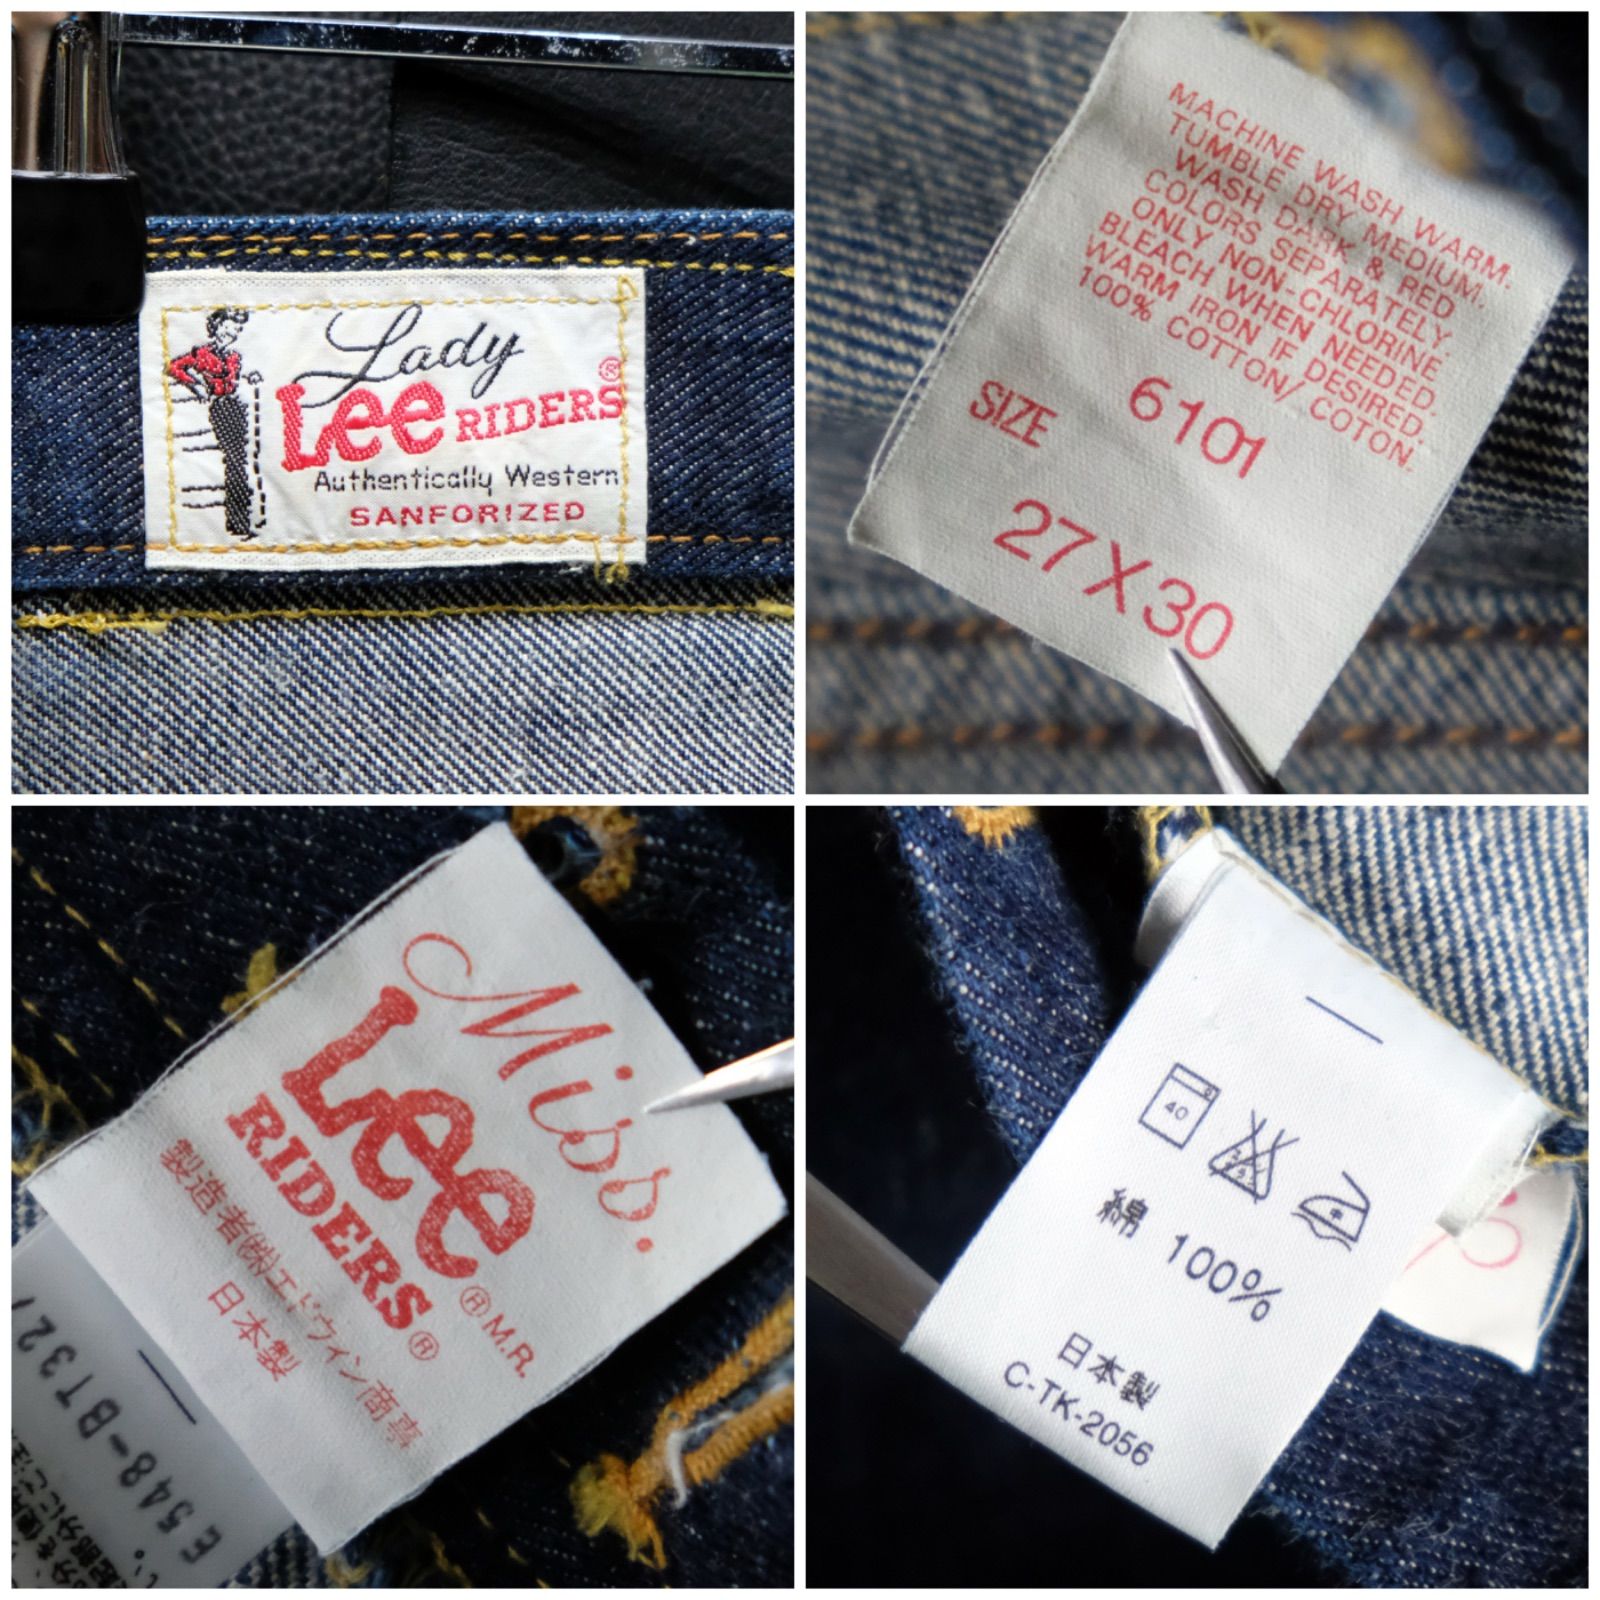 Lady
Lee RIDERS®
Authentically Western
SANFORIZED
MACHINE WASH WARM.
TUMBLE DRY MEDIUM.
WASH DARK & RED
COLORS SEPARATELY.
ONLY NON-CHLORINE
BLEACH WHEN NEEDED.
WARM IRON IF DESIRED.
100% COTTON/ COTON.
6101
SIZE
27X30
Miss.
Lee
RIDERS®
Ⓗ M.R.
製造者㈱エドウィン商事
日本製
E548-BT327
40
綿 100%
日本製
C-TK-2056